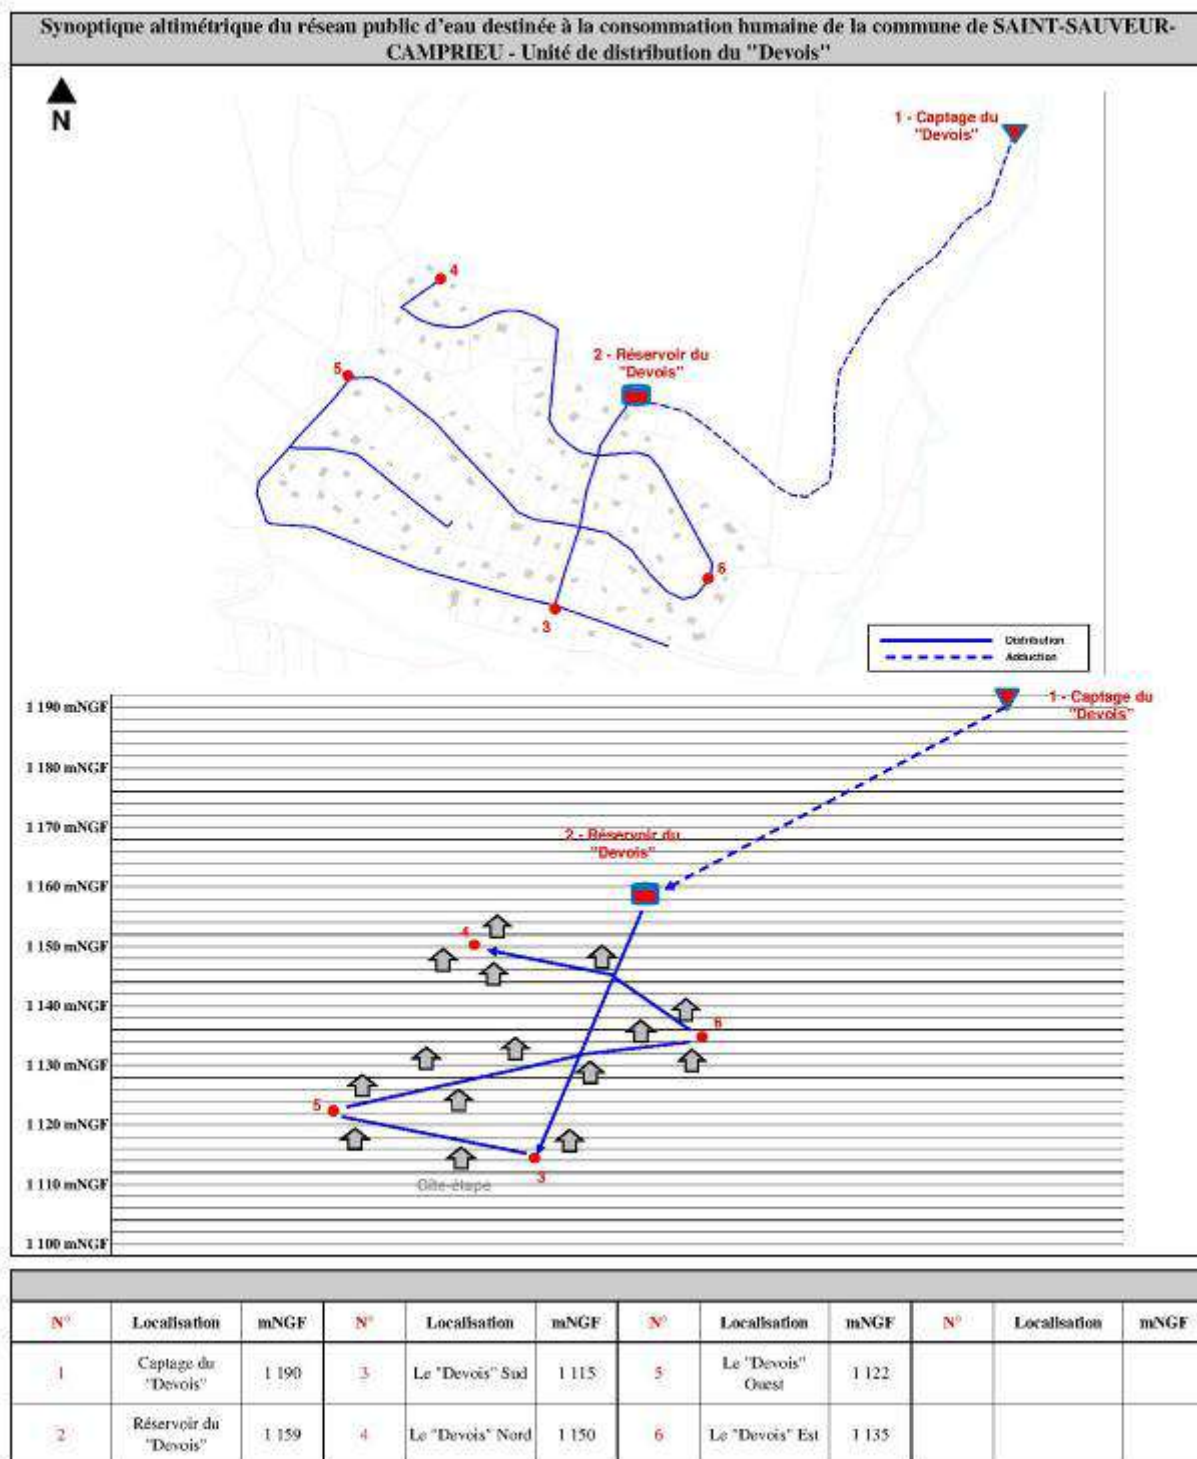 Synoptique altimétrique du réseau public d'eau destinée à la consommation humaine de la commune de SAINT-SAUVEUR-
CAMPRIEU - Unité de distribution du "Devois"
N
1 - Captage du
"Devois"
4
2 - Réservoir du
"Devois"
5
6
3
Distribution
Adduction
1 190 mNGF
1 - Captage du
"Devois"
1 180 mNGF
1 170 mNGF
2 - Réservoir du
"Devois"
1 160 mNGF
4
1 150 mNGF
1 140 mNGF
6
1 130 mNGF
5
1 120 mNGF
3
Gîte-étape
1 110 mNGF
1 100 mNGF
N° Localisation mNGF N° Localisation mNGF N° Localisation mNGF N° Localisation mNGF
1 Captage du "Devois" 1 190 3 Le "Devois" Sud 1 115 5 Le "Devois" Ouest 1 122
2 Réservoir du "Devois" 1 159 4 Le "Devois" Nord 1 150 6 Le "Devois" Est 1 135